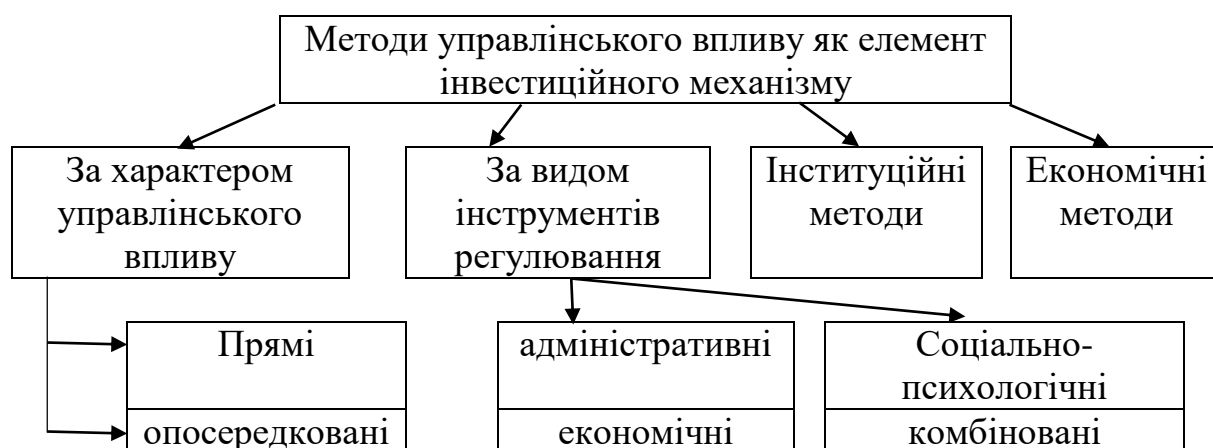 Методи управлінського впливу як елемент
інвестиційного механізму
За характером
управлінського
впливу
За видом
інструментів
регулювання
Інституційні
методи
Економічні
методи
Прямі
опосередковані
адміністративні
економічні
Соціально-
психологічні
комбіновані